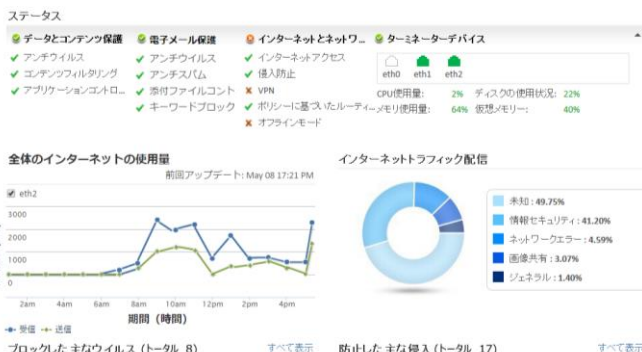 ステータス
データとコンテンツ保護
アンチウイルス
コンテンツフィルタリング
アプリケーションコントロ...
電子メール保護
アンチウイルス
アンチスパム
添付ファイルコント
キーワードブロック
インターネットとネットワ...
インターネットアクセス
侵入防止
VPN
ポリシーに基づいたルーティ...
オフラインモード
ターミネーターデバイス
eth0 eth1 eth2
CPU使用量: 2% ディスクの使用状況: 22%
メモリ使用量: 64% 仮想メモリー: 40%
全体のインターネットの使用量
前回アップデート: May 08 17:21 PM
eth2
3000
2000
1000
0
2am 4am 6am 8am 10am 12pm 2pm 4pm
期間（時間）
受信 送信
インターネットトラフィック配信
未知 : 49.75%
情報セキュリティ : 41.20%
ネットワークエラー : 4.59%
画像共有 : 3.07%
ジェネラル : 1.40%
ブロックした主なウイルス (トータル 8) すべて表示
防止した主な侵入 (トータル 17) すべて表示